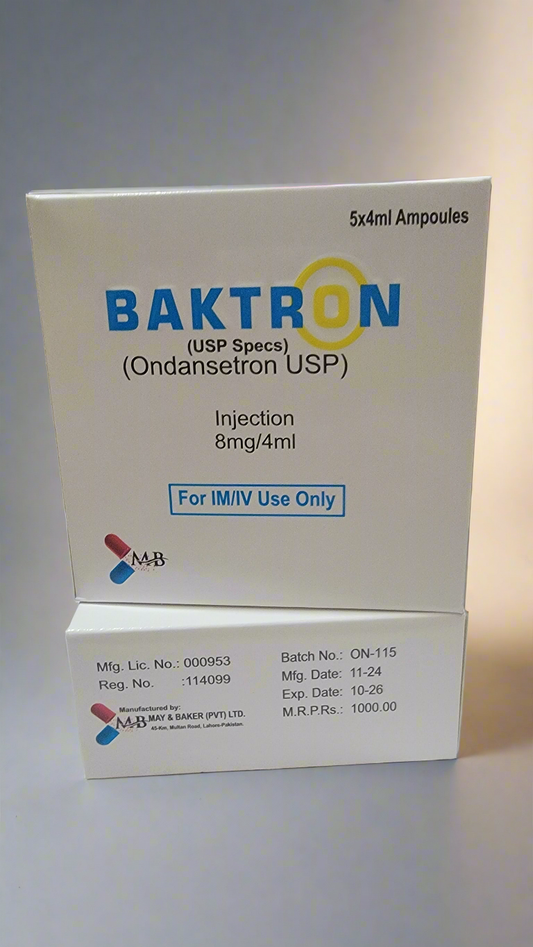 5x4ml Ampoules
BAKTRON
(USP Specs)
(Ondansetron USP)
Injection
8mg/4ml
For IM/IV Use Only
MB
Mfg. Lic. No.: 000953
Reg. No. :114099
Manufactured by:
MB MAY & BAKER (PVT) LTD.
45-Km, Multan Road, Lahore-Pakistan.
Batch No.: ON-115
Mfg. Date: 11-24
Exp. Date: 10-26
M.R.P.Rs.: 1000.00